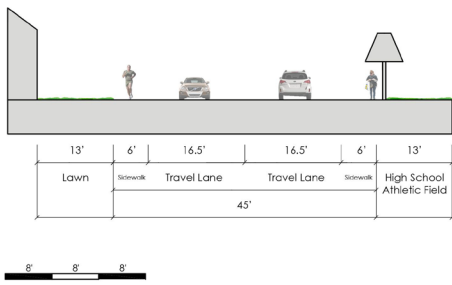 13' 6' 16.5' 16.5' 6' 13'
Lawn Sidewalk Travel Lane Travel Lane Sidewalk High School
Athletic Field
45'
8' 8' 8'